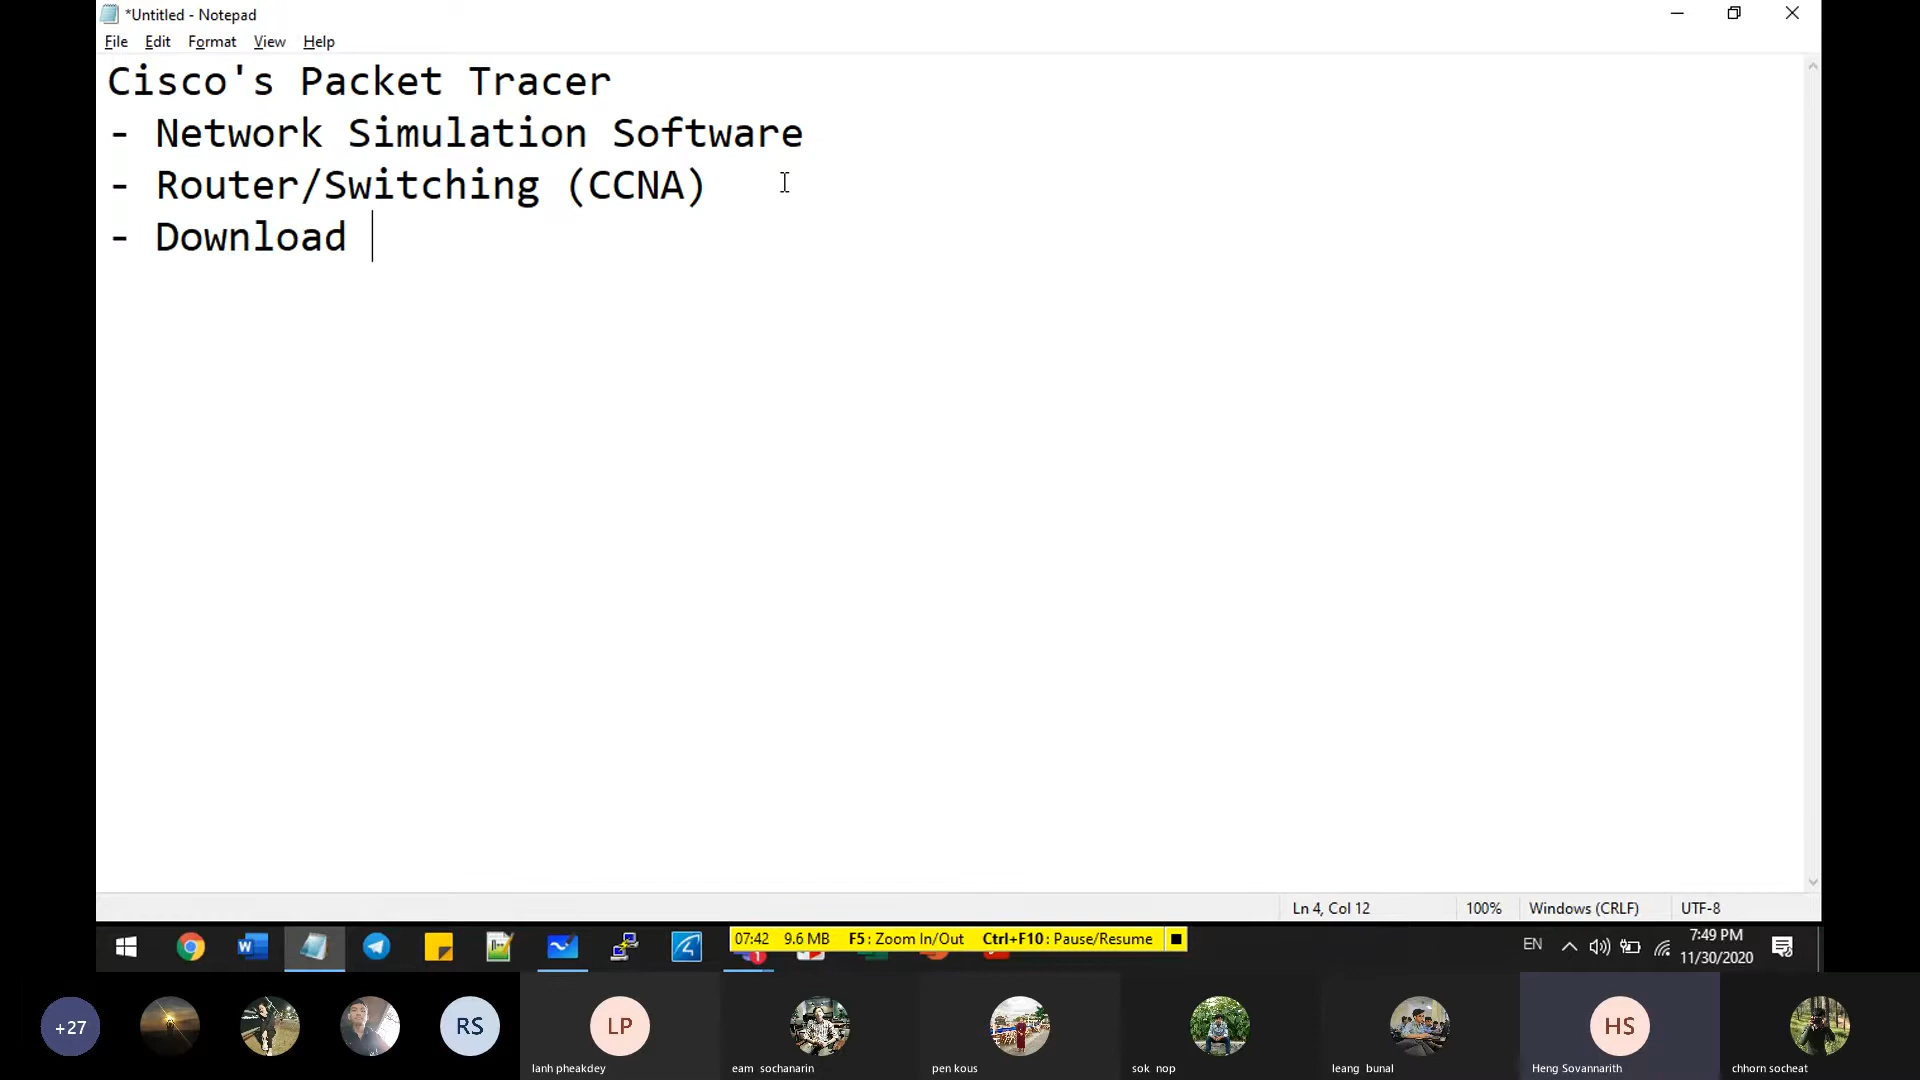 *Untitled - Notepad
File Edit Format View Help
Cisco's Packet Tracer
- Network Simulation Software
- Router/Switching (CCNA)
- Download
Ln 4, Col 12 100% Windows (CRLF) UTF-8
07:42 9.6 MB F5: Zoom In/Out Ctrl+F10: Pause/Resume
EN
7:49 PM
11/30/2020
+27
RS
LP
HS
lanh pheakdey
eam sochanarin
pen kous
sok nop
leang bunal
Heng Sovannarith
chhorn socheat